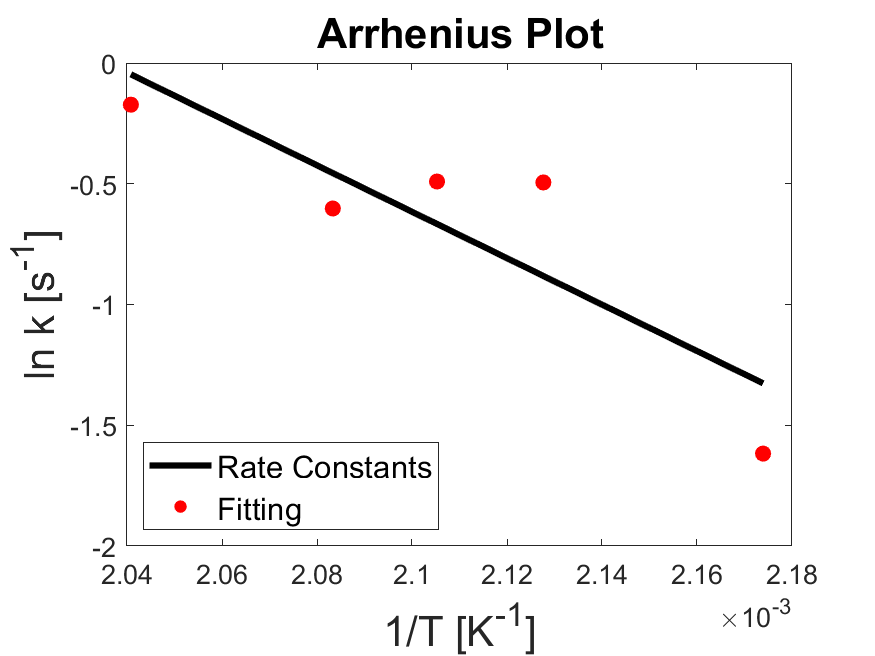 Arrhenius Plot
0
-0.5
-1
-1.5
-2
ln k [s-1]
Rate Constants
Fitting
2.04 2.06 2.08 2.1 2.12 2.14 2.16 2.18
×10-3
1/T [K-1]